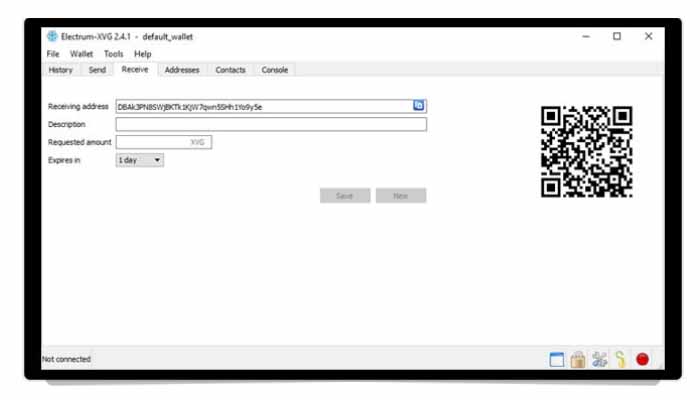 Electrum-XVG 2.4.1 - default_wallet
File Wallet Tools Help
History Send Receive Addresses Contacts Console
Receiving address
Description
Requested amount XVG
Expires in 1 day
Save New
Not connected